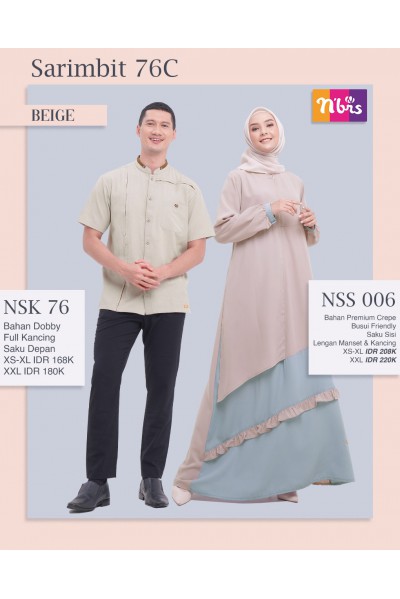 Sarimbit 76C
n'brs
BEIGE
NSK 76
Bahan Dobby
Full Kancing
Saku Depan
XS-XL IDR 168K
XXL IDR 180K
NSS 006
Bahan Premium Crepe
Busui Friendly
Saku Sisi
Lengan Manset & Kancing
XS-XL IDR 208K
XXL IDR 220K